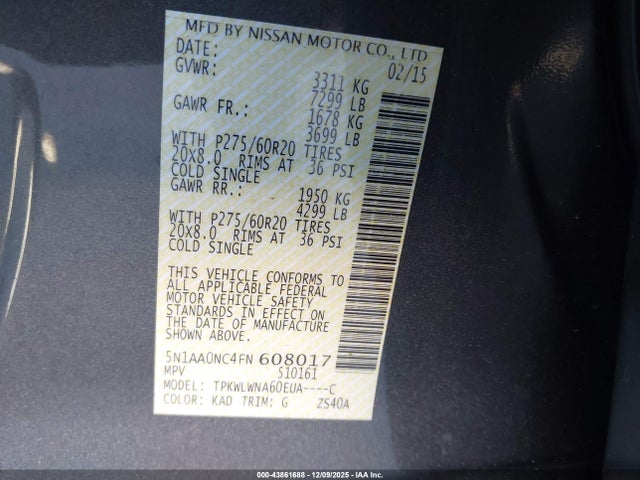 MFD BY NISSAN MOTOR CO., LTD
DATE: 02/15
GVWR: 3311 KG
7299 LB
GAWR FR.: 1678 KG
3699 LB
WITH P275/60R20 TIRES
20X8.0 RIMS AT 36 PSI
COLD SINGLE
GAWR RR.: 1950 KG
4299 LB
WITH P275/60R20 TIRES
20X8.0 RIMS AT 36 PSI
COLD SINGLE
THIS VEHICLE CONFORMS TO
ALL APPLICABLE FEDERAL
MOTOR VEHICLE SAFETY
STANDARDS IN EFFECT ON
THE DATE OF MANUFACTURE
SHOWN ABOVE.
5N1AA0NC4FN 608017
MPV 510161
MODEL: TPKWLWNA60EUA----C
COLOR: KAD TRIM: G 2S40A
000-43861688 - 12/09/2025 - IAA Inc.